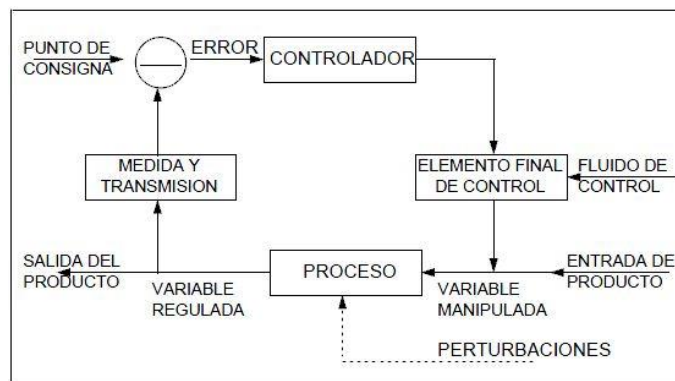 PUNTO DE
CONSIGNA
ERROR
CONTROLADOR
MEDIDA Y
TRANSMISION
ELEMENTO FINAL
DE CONTROL
FLUIDO DE
CONTROL
SALIDA DEL
PRODUCTO
VARIABLE
REGULADA
PROCESO
VARIABLE
MANIPULADA
ENTRADA DE
PRODUCTO
PERTURBACIONES